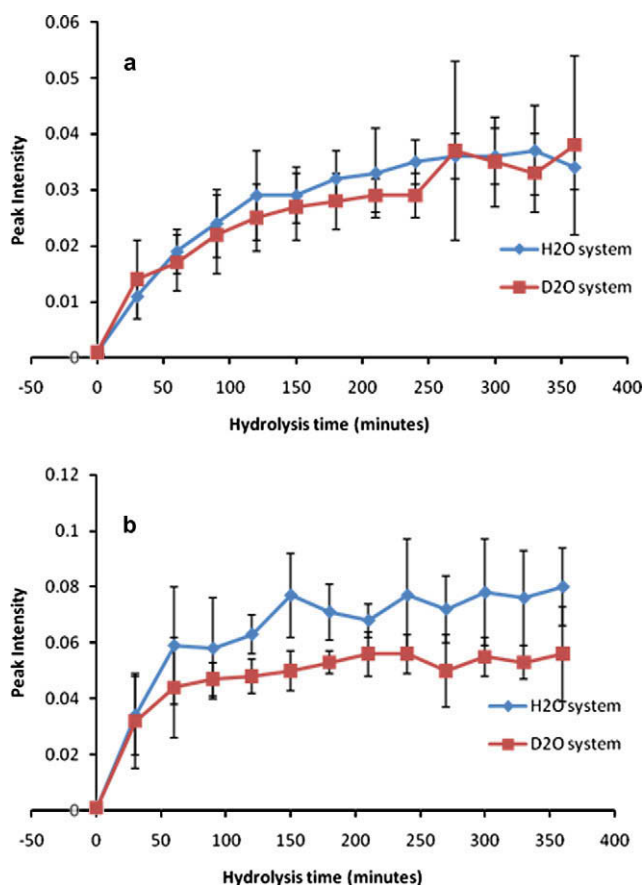 0.06
a
0.05
0.04
Peak Intensity
0.03
H2O system
0.02
D2O system
0.01
0
-50 0 50 100 150 200 250 300 350 400
Hydrolysis time (minutes)
0.12
b
0.1
0.08
Peak Intensity
0.06
0.04
H2O system
D2O system
0.02
0
-50 0 50 100 150 200 250 300 350 400
Hydrolysis time (minutes)